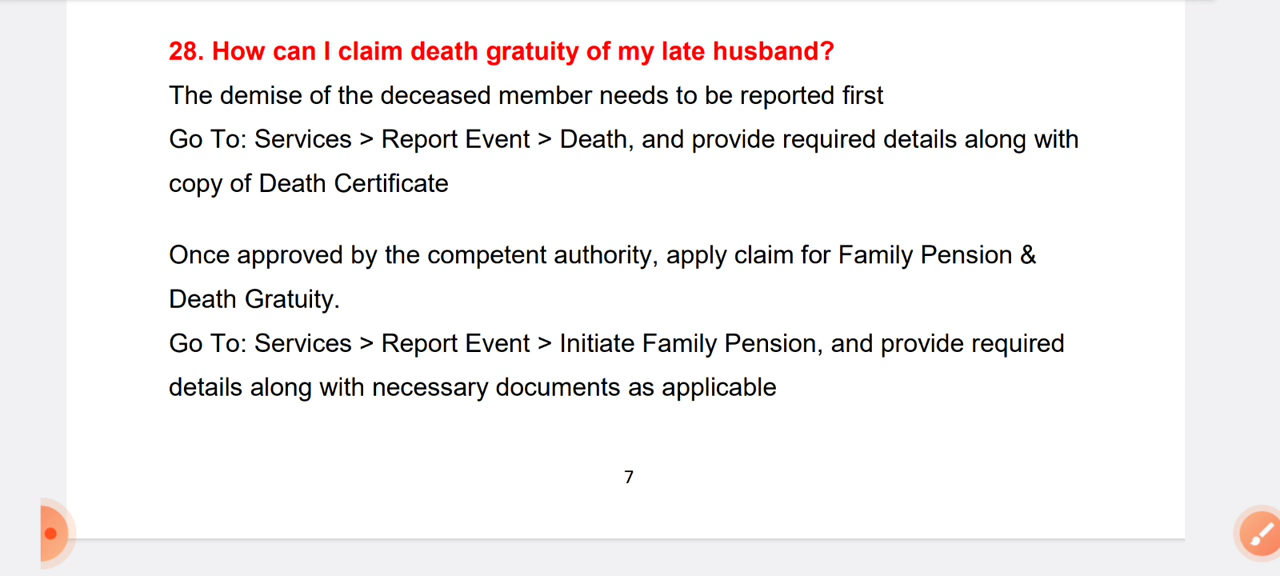 28. How can I claim death gratuity of my late husband?
The demise of the deceased member needs to be reported first
Go To: Services > Report Event > Death, and provide required details along with
copy of Death Certificate
Once approved by the competent authority, apply claim for Family Pension &
Death Gratuity.
Go To: Services > Report Event > Initiate Family Pension, and provide required
details along with necessary documents as applicable
7